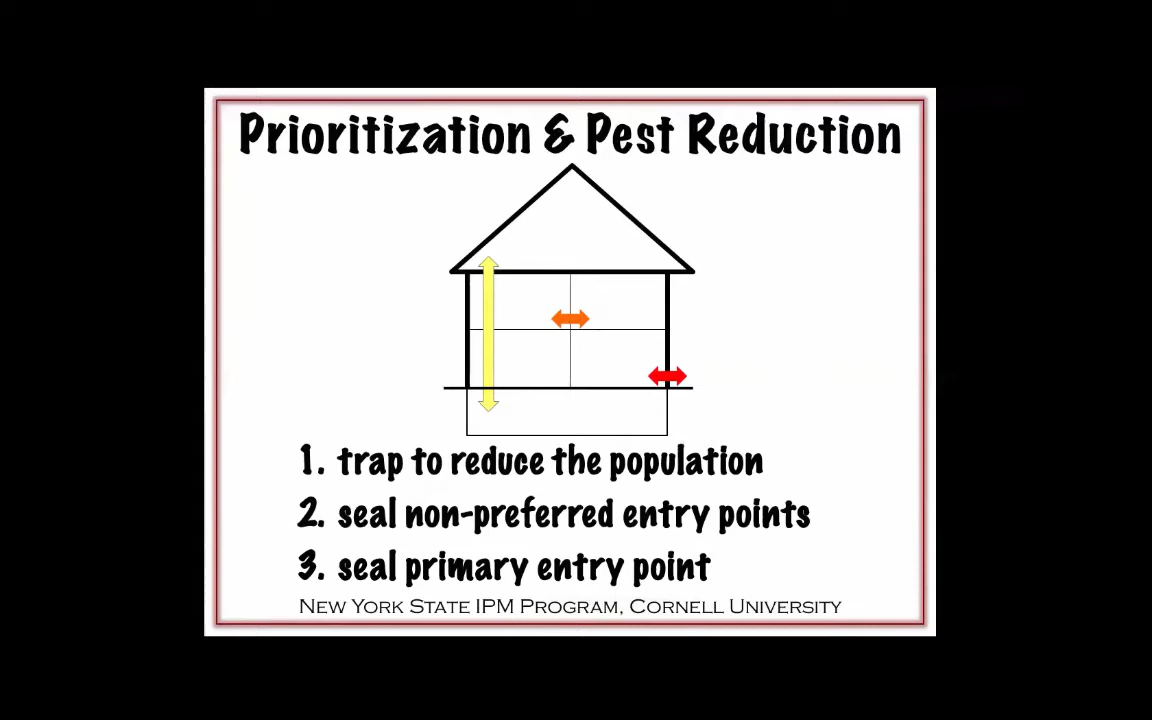 Prioritization & Pest Reduction
1. trap to reduce the population
2. seal non-preferred entry points
3. seal primary entry point
New York State IPM Program, Cornell University